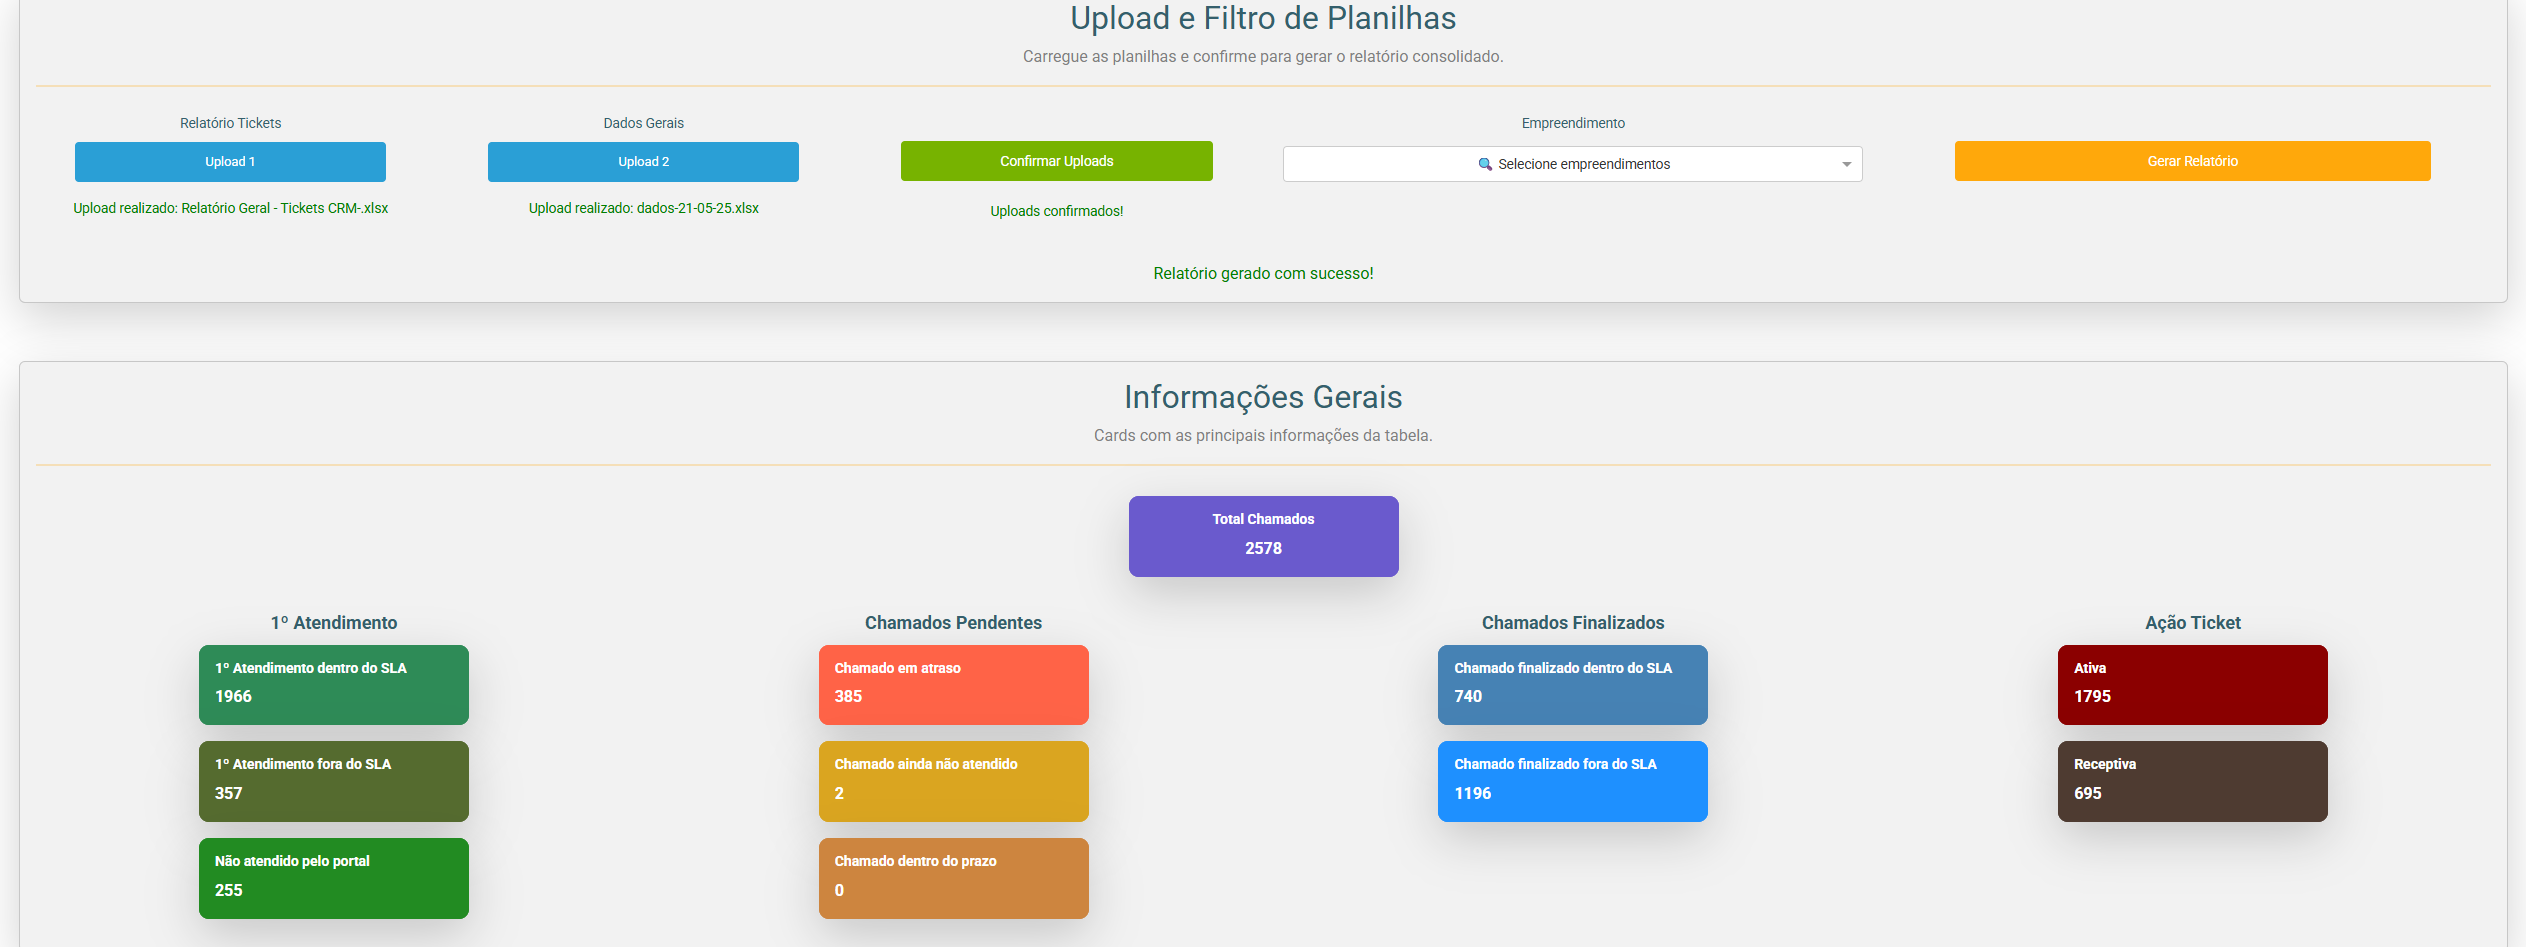 Upload e Filtro de Planilhas
Carregue as planilhas e confirme para gerar o relatório consolidado.
Relatório Tickets
Upload 1
Upload realizado: Relatório Geral - Tickets CRM-.xlsx
Dados Gerais
Upload 2
Upload realizado: dados-21-05-25.xlsx
Confirmar Uploads
Uploads confirmados!
Empreendimento
Selecione empreendimentos
Gerar Relatório
Relatório gerado com sucesso!
Informações Gerais
Cards com as principais informações da tabela.
Total Chamados
2578
1º Atendimento
1º Atendimento dentro do SLA
1966
1º Atendimento fora do SLA
357
Não atendido pelo portal
255
Chamados Pendentes
Chamado em atraso
385
Chamado ainda não atendido
2
Chamado dentro do prazo
0
Chamados Finalizados
Chamado finalizado dentro do SLA
740
Chamado finalizado fora do SLA
1196
Ação Ticket
Ativa
1795
Receptiva
695